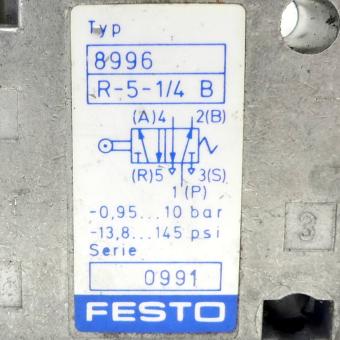 Typ
8996
R-5-1/4 B
(A)4 2(B)
(R)5 3(S)
1(P)
-0,95...10 bar
-13,8...145 psi
Serie
0991
FESTO
3